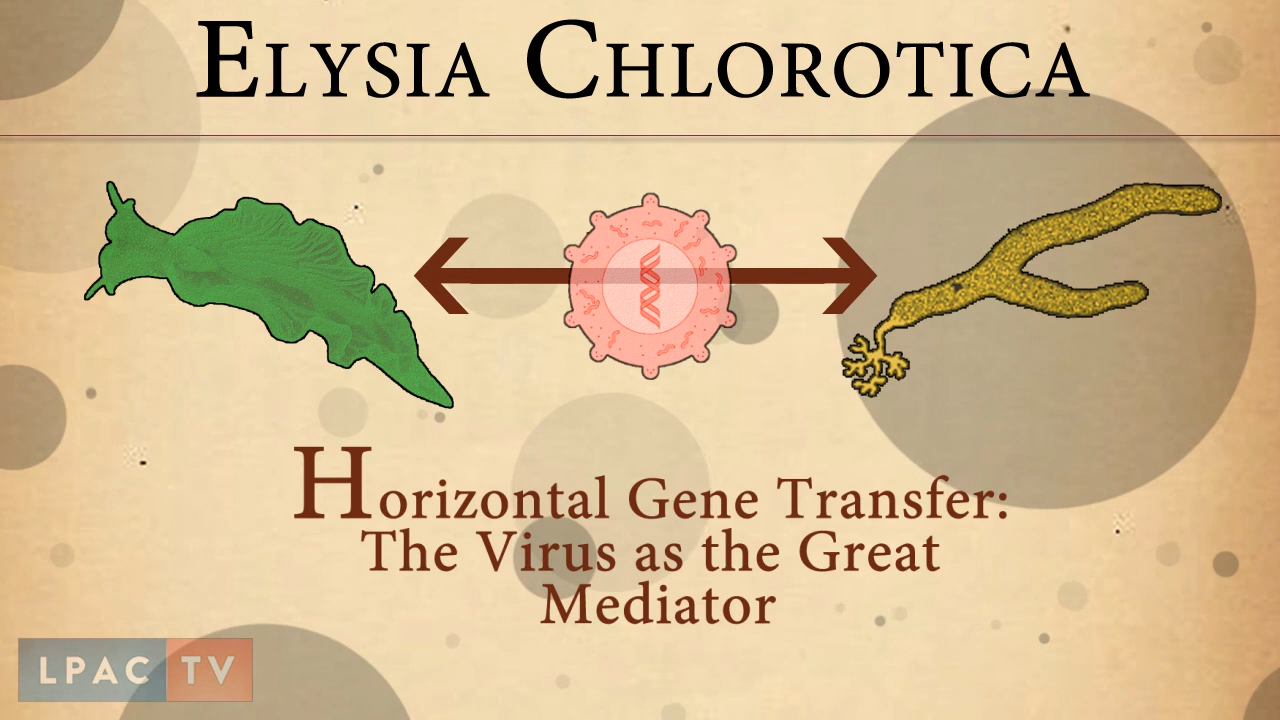 Elysia Chlorotica
Horizontal Gene Transfer:
The Virus as the Great
Mediator
LPAC TV